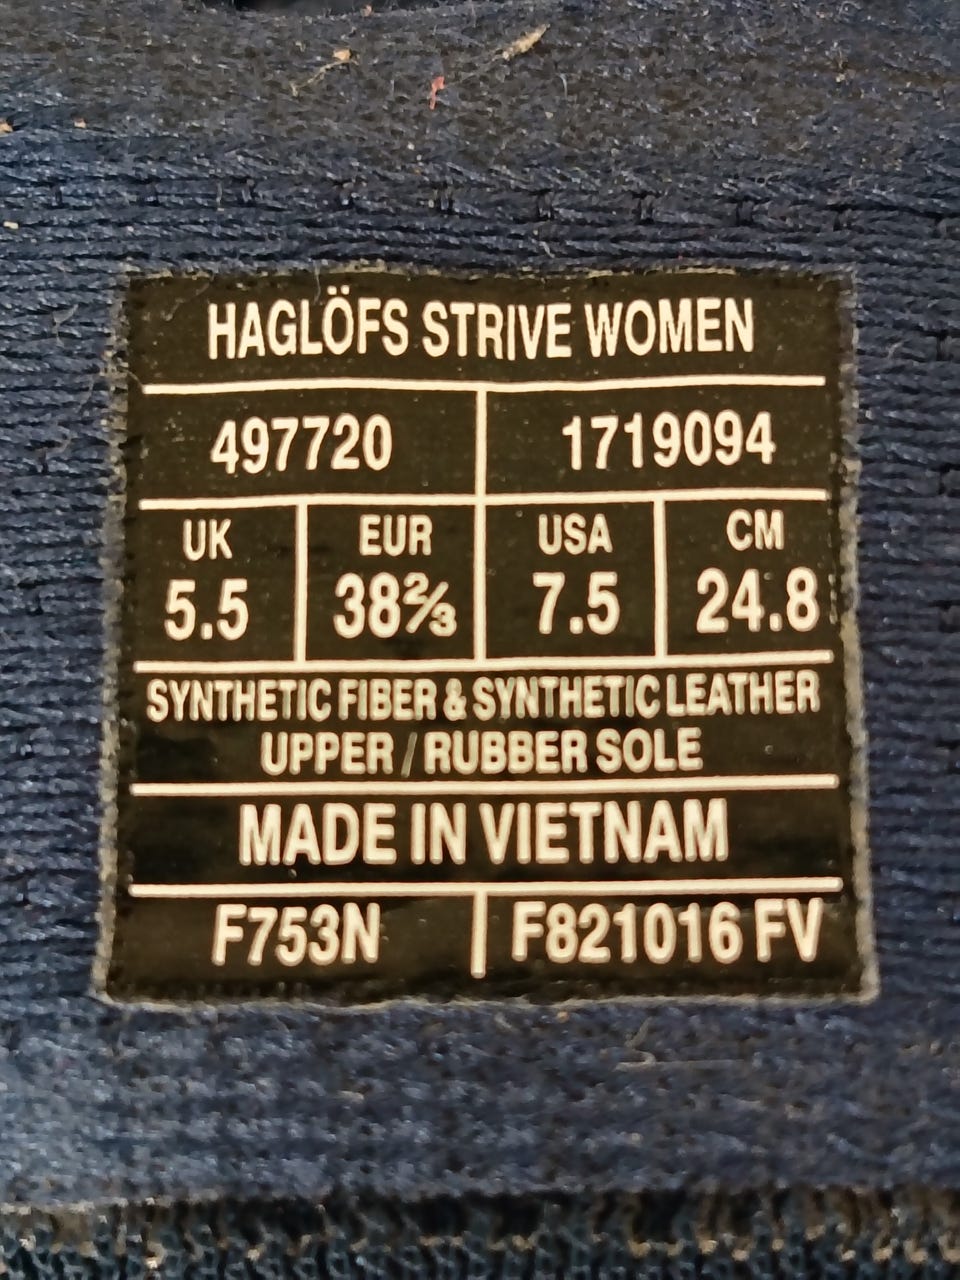 HAGLÖFS STRIVE WOMEN
497720 1719094
UK EUR USA CM
5.5 38⅔ 7.5 24.8
SYNTHETIC FIBER & SYNTHETIC LEATHER
UPPER / RUBBER SOLE
MADE IN VIETNAM
F753N F821016 FV